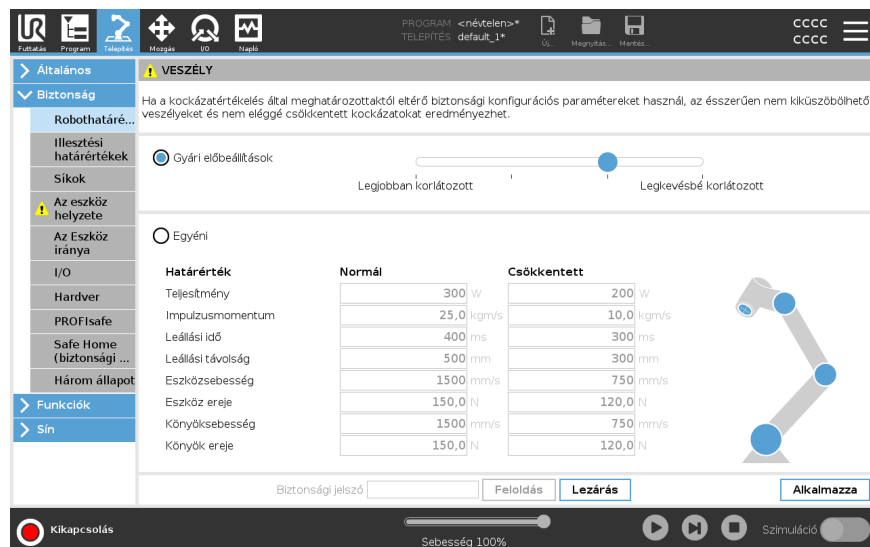 PROGRAM <névtelen>*
TELEPÍTÉS default_1*
Futtatás Program Telepítés Mozgás I/O Napló
Új... Megnyitás... Mentés...
CCCC
CCCC
Általános
Biztonság
Robothatáré...
Illesztési
határértékek
Síkok
Az eszköz
helyzete
Az Eszköz
iránya
I/O
Hardver
PROFIsafe
Safe Home
(biztonsági ...
Három állapot
Funkciók
Sín
VESZÉLY
Ha a kockázatértékelés által meghatározottaktól eltérő biztonsági konfigurációs paramétereket használ, az ésszerűen nem kiküszöbölhető
veszélyeket és nem eléggé csökkentett kockázatokat eredményezhet.
Gyári előbeállítások
Legjobban korlátozott Legkevésbé korlátozott
Egyéni
Határérték Normál Csökkentett
Teljesítmény 300 W 200 W
Impulzusmomentum 25,0 kgm/s 10,0 kgm/s
Leállási idő 400 ms 300 ms
Leállási távolság 500 mm 300 mm
Eszközsebesség 1500 mm/s 750 mm/s
Eszköz ereje 150,0 N 120,0 N
Könyöksebesség 1500 mm/s 750 mm/s
Könyök ereje 150,0 N 120,0 N
Biztonsági jelszó Feloldás Lezárás Alkalmazza
Kikapcsolás
Sebesség 100%
Szimuláció